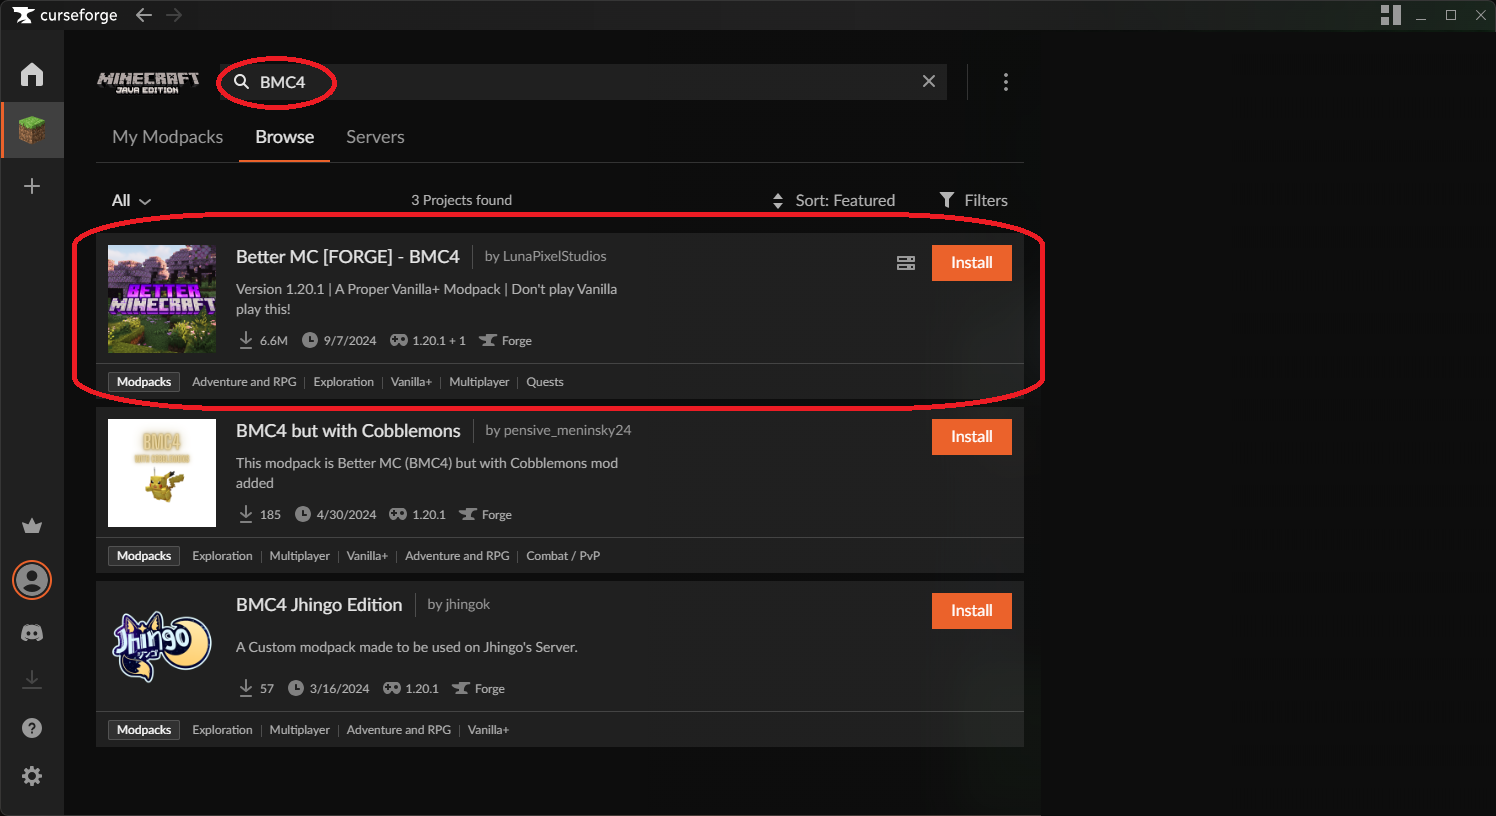 curseforge
MINECRAFT
JAVA EDITION
BMC4
My Modpacks Browse Servers
All 3 Projects found Sort: Featured Filters
BETTER
MINECRAFT
Better MC [FORGE] - BMC4 by LunaPixelStudios Install
Version 1.20.1 | A Proper Vanilla+ Modpack | Don't play Vanilla
play this!
6.6M 9/7/2024 1.20.1 + 1 Forge
Modpacks Adventure and RPG Exploration Vanilla+ Multiplayer Quests
BMC4
WITH COBBLEMONS
BMC4 but with Cobblemons by pensive_meninsky24 Install
This modpack is Better MC (BMC4) but with Cobblemons mod
added
185 4/30/2024 1.20.1 Forge
Modpacks Exploration Multiplayer Vanilla+ Adventure and RPG Combat / PvP
Jhingo
BMC4 Jhingo Edition by jhingok Install
A Custom modpack made to be used on Jhingo's Server.
57 3/16/2024 1.20.1 Forge
Modpacks Exploration Multiplayer Adventure and RPG Vanilla+